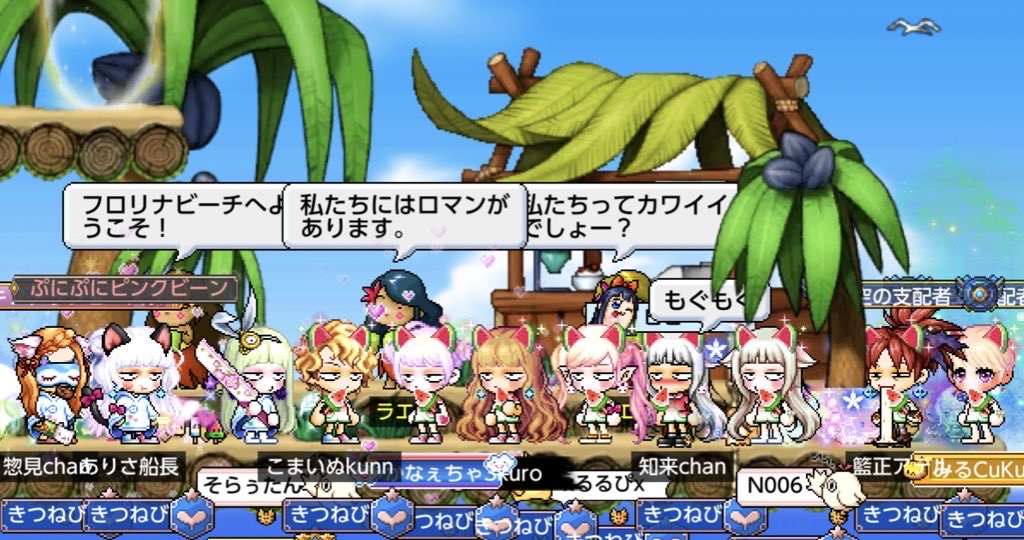 フロリナビーチへよ
うこそ！
私たちにはロマンが
あります。
私たちってカワイイ
でしょー？
もぐもぐ
ぷにぷにピンクビーン
空の支配者
ラエ
惣見chan
ありさ船長
そらぅたん
こまいぬkunn
なぇちゃ
kuro
るるぴx
知来chan
N006
籃正
みるCuKu
きつねび
きつねび
きつねび
つねび
きつねび
きつねび
きつねび
きつねび